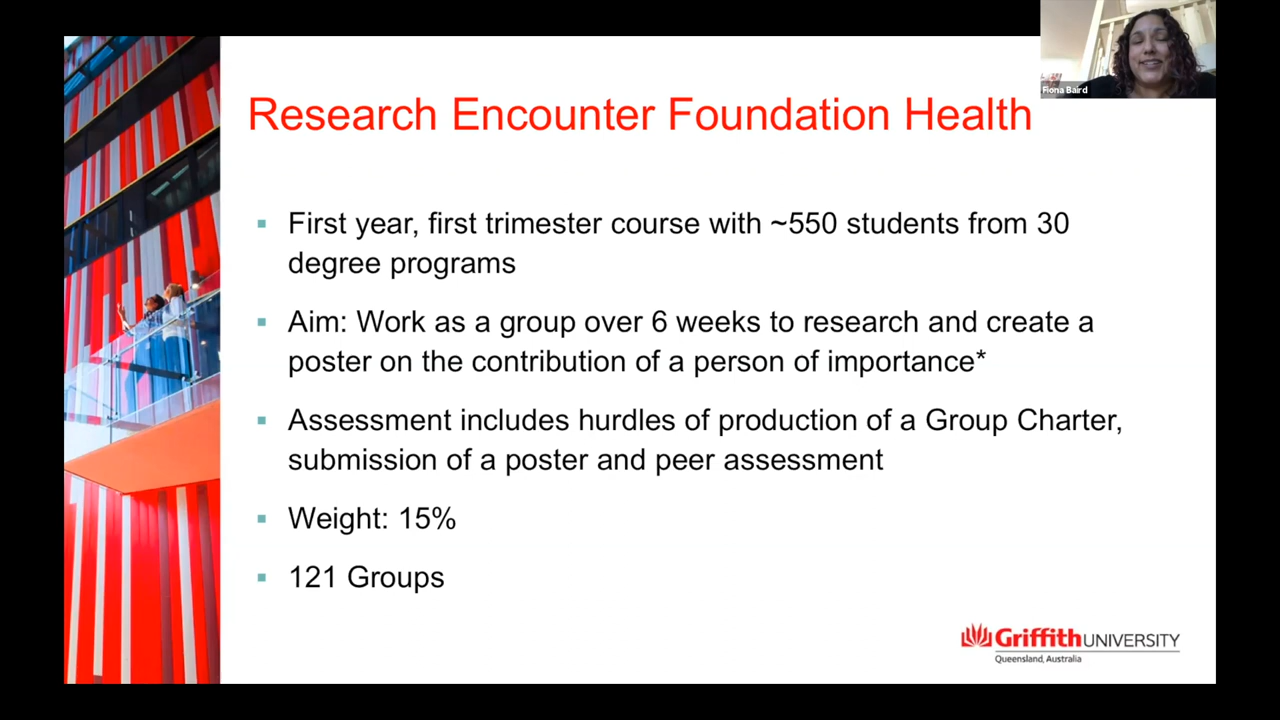 Fiona Baird
Research Encounter Foundation Health
▪ First year, first trimester course with ~550 students from 30
degree programs
▪ Aim: Work as a group over 6 weeks to research and create a
poster on the contribution of a person of importance*
▪ Assessment includes hurdles of production of a Group Charter,
submission of a poster and peer assessment
▪ Weight: 15%
▪ 121 Groups
Griffith UNIVERSITY
Queensland, Australia